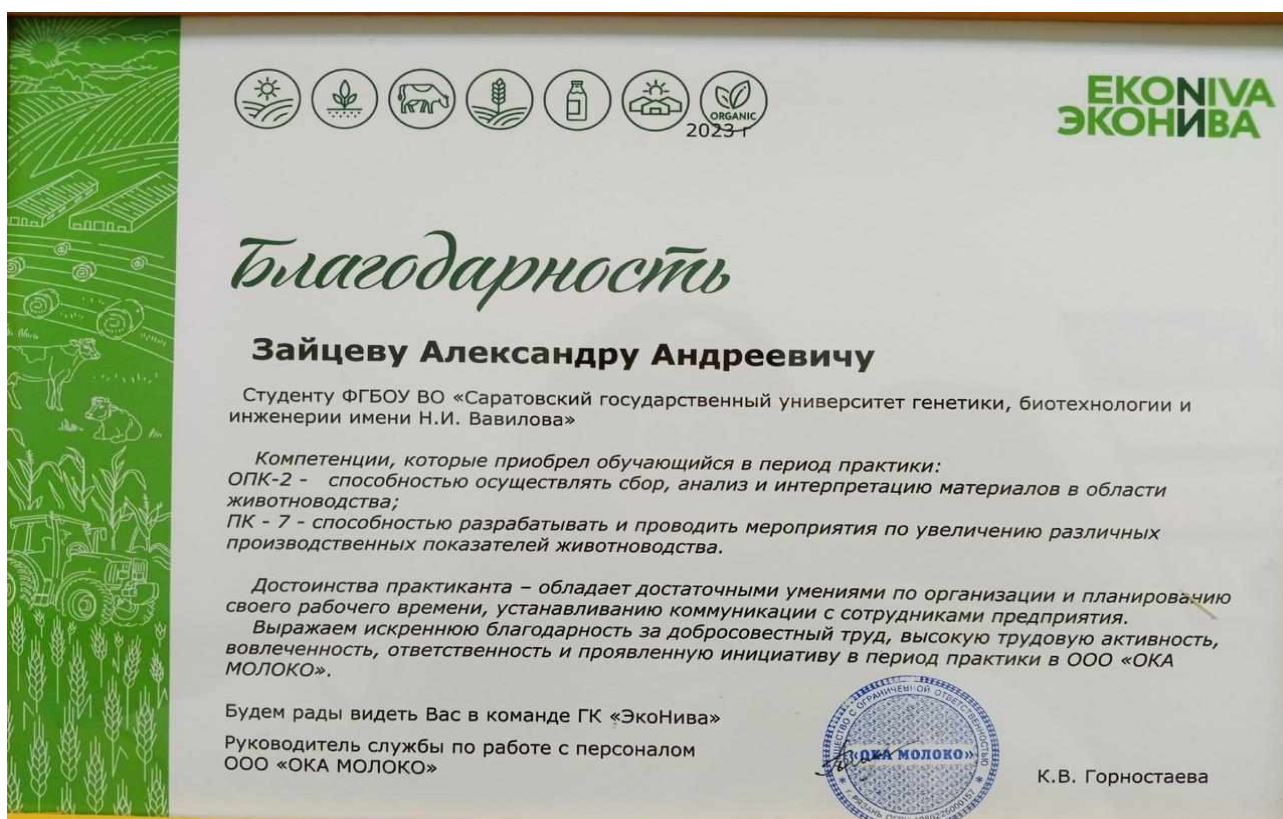 ORGANIC
2023 г
EKONIVA
ЭКОНИВА
Благодарность
Зайцеву Александру Андреевичу
Студенту ФГБОУ ВО «Саратовский государственный университет генетики, биотехнологии и
инженерии имени Н.И. Вавилова»
Компетенции, которые приобрел обучающийся в период практики:
ОПК-2 - способностью осуществлять сбор, анализ и интерпретацию материалов в области
животноводства;
ПК - 7 - способностью разрабатывать и проводить мероприятия по увеличению различных
производственных показателей животноводства.
Достоинства практиканта – обладает достаточными умениями по организации и планированию
своего рабочего времени, устанавливанию коммуникации с сотрудниками предприятия.
Выражаем искреннюю благодарность за добросовестный труд, высокую трудовую активность,
вовлеченность, ответственность и проявленную инициативу в период практики в ООО «ОКА
МОЛОКО».
Будем рады видеть Вас в команде ГК «ЭкоНива»
Руководитель службы по работе с персоналом
ООО «ОКА МОЛОКО»
ОБЩЕСТВО С ОГРАНИЧЕННОЙ ОТВЕТСТВЕННОСТЬЮ
«ОКА МОЛОКО»
Г. РЯЗАНЬ ОГРН
К.В. Горностаева